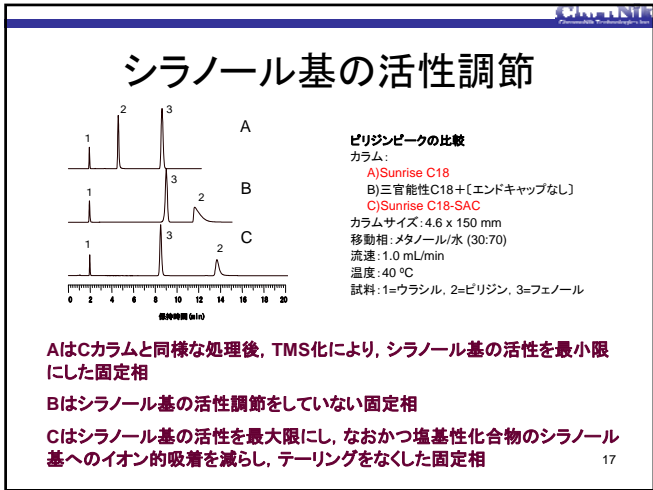 シラノール基の活性調節
1
2
3
A
1
3
2
B
1
3
2
C
0 2 4 6 8 10 12 14 16 18 20
保持時間(min)
ピリジンピークの比較
カラム:
A)Sunrise C18
B)三官能性C18+〔エンドキャップなし〕
C)Sunrise C18-SAC
カラムサイズ:4.6 x 150 mm
移動相:メタノール/水 (30:70)
流速:1.0 mL/min
温度:40 ºC
試料:1=ウラシル, 2=ピリジン, 3=フェノール
AはCカラムと同様な処理後,TMS化により,シラノール基の活性を最小限
にした固定相
Bはシラノール基の活性調節をしていない固定相
Cはシラノール基の活性を最大限にし,なおかつ塩基性化合物のシラノール
基へのイオン的吸着を減らし,テーリングをなくした固定相
17